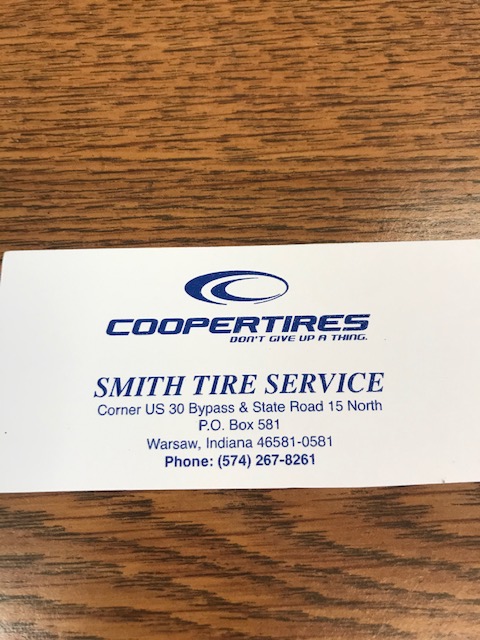 COOPERTIRES
DON'T GIVE UP A THING.
SMITH TIRE SERVICE
Corner US 30 Bypass & State Road 15 North
P.O. Box 581
Warsaw, Indiana 46581-0581
Phone: (574) 267-8261